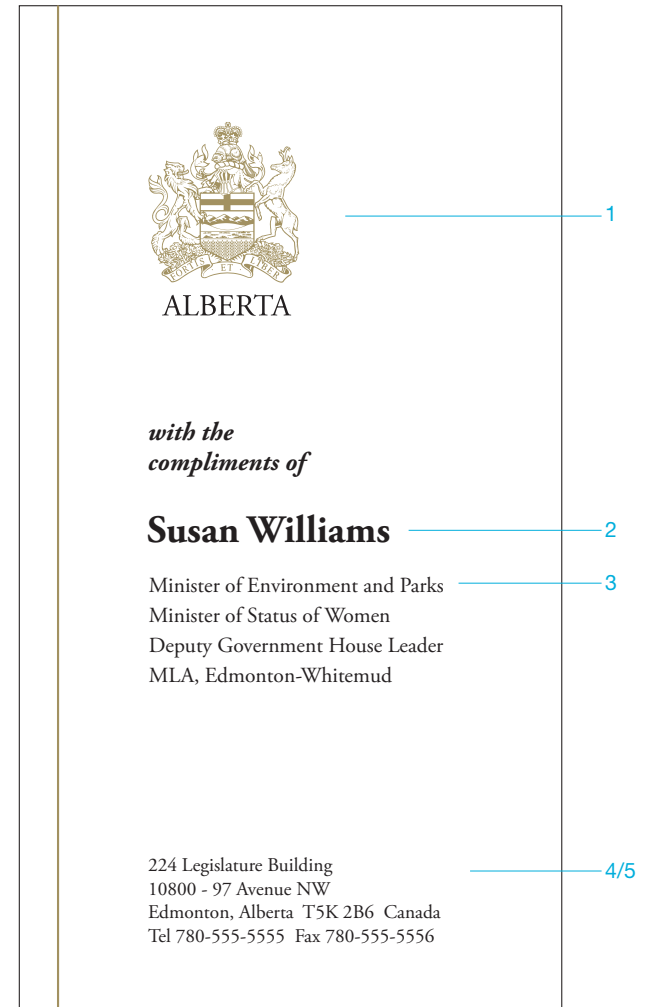 FORTIS · ET · LIBER
ALBERTA
1
with the
compliments of
Susan Williams
2
Minister of Environment and Parks
3
Minister of Status of Women
Deputy Government House Leader
MLA, Edmonton-Whitemud
224 Legislature Building
4/5
10800 - 97 Avenue NW
Edmonton, Alberta  T5K 2B6  Canada
Tel 780-555-5555  Fax 780-555-5556